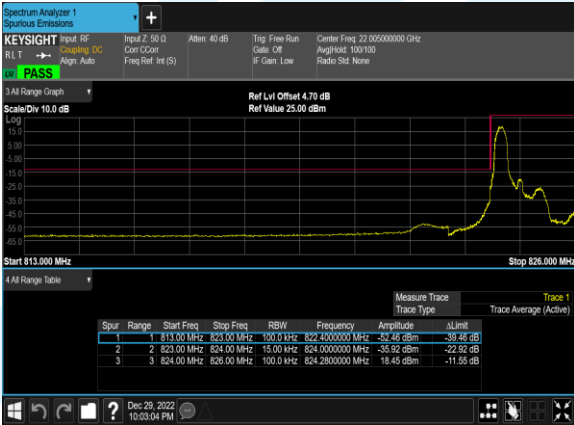 Spectrum Analyzer 1
Spurious Emissions
KEYSIGHT Input: RF Input Z: 50 Ω Atten: 40 dB Trig: Free Run Center Freq: 22.005000000 GHz
RLT Coupling: DC Corr CCorr Gate: Off Avg|Hold: 100/100
Align: Auto Freq Ref: Int (S) IF Gain: Low Radio Std: None
LXI PASS
3 All Range Graph
Ref Lvl Offset 4.70 dB
Scale/Div 10.0 dB Ref Value 25.00 dBm
Log
15.0
5.00
-5.00
-15.0
-25.0
-35.0
-45.0
-55.0
-65.0
Start 813.000 MHz Stop 826.000 MHz
4 All Range Table
Measure Trace Trace 1
Trace Type Trace Average (Active)
Spur Range Start Freq Stop Freq RBW Frequency Amplitude ΔLimit
1 1 813.00 MHz 823.00 MHz 100.0 kHz 822.4000000 MHz -52.46 dBm -39.46 dB
2 2 823.00 MHz 824.00 MHz 15.00 kHz 824.0000000 MHz -35.92 dBm -22.92 dB
3 3 824.00 MHz 826.00 MHz 100.0 kHz 824.2800000 MHz 18.45 dBm -11.55 dB
Dec 29, 2022
10:03:04 PM